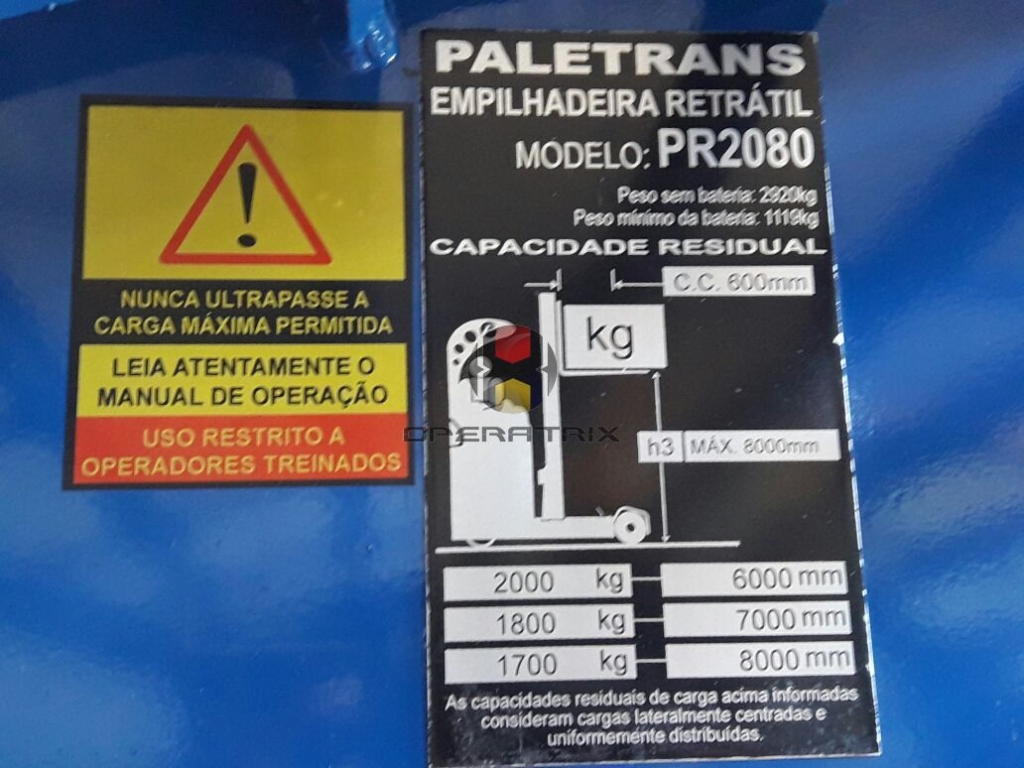 PALETRANS
EMPILHADEIRA RETRÁTIL
MODELO: PR2080
Peso sem bateria: 2920kg
Peso mínimo da bateria: 1119kg
CAPACIDADE RESIDUAL
C.C. 600mm
kg
h3 MÁX. 8000mm
OPERATRIX
2000 kg 6000 mm
1800 kg 7000 mm
1700 kg 8000 mm
As capacidades residuais de carga acima informadas
consideram cargas lateralmente centradas e
uniformemente distribuídas.
!
NUNCA ULTRAPASSE A
CARGA MÁXIMA PERMITIDA
LEIA ATENTAMENTE O
MANUAL DE OPERAÇÃO
USO RESTRITO A
OPERADORES TREINADOS